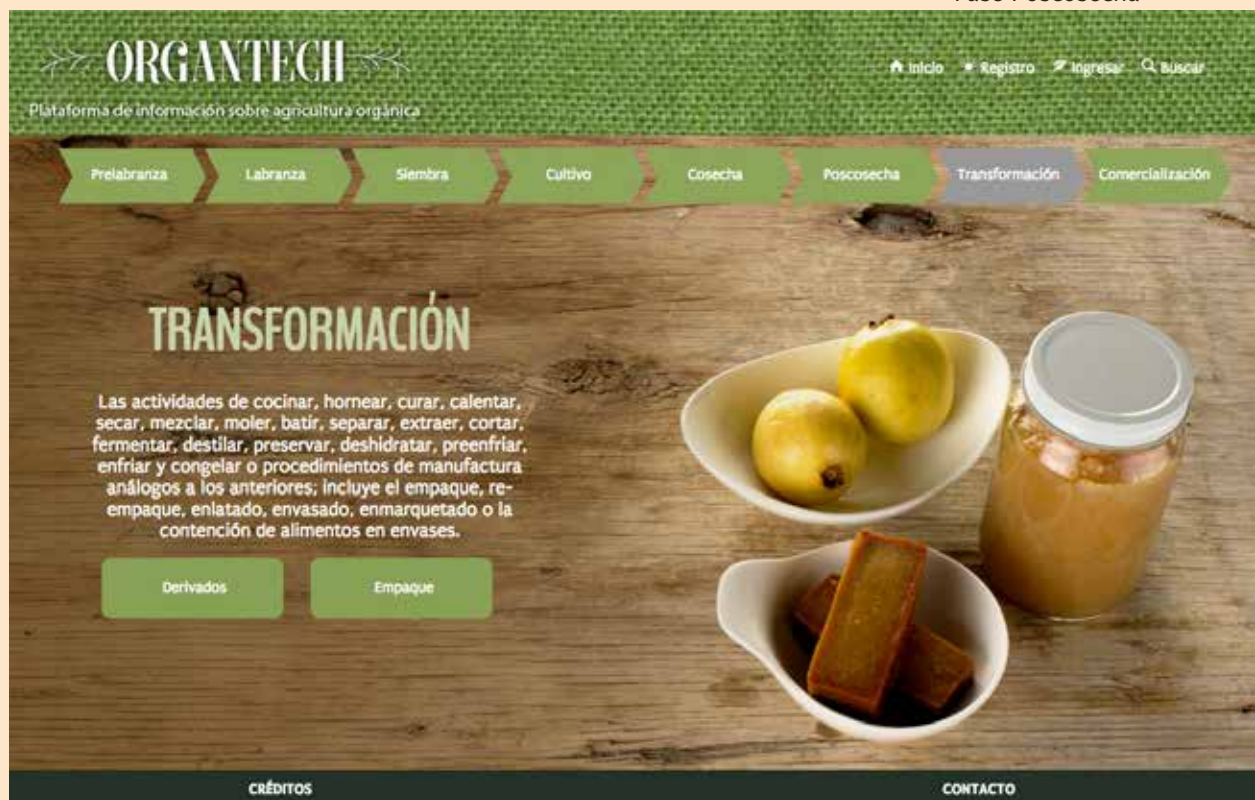 ORGANTECH
Plataforma de información sobre agricultura orgánica
Inicio Registro Ingresar Buscar
Prelabranza Labranza Siembra Cultivo Cosecha Poscosecha Transformación Comercialización
TRANSFORMACIÓN
Las actividades de cocinar, hornear, curar, calentar,
secar, mezclar, moler, batir, separar, extraer, cortar,
fermentar, destilar, preservar, deshidratar, preenfriar,
enfriar y congelar o procedimientos de manufactura
análogos a los anteriores; incluye el empaque, re-
empaque, enlatado, envasado, enmarquetado o la
contención de alimentos en envases.
Derivados Empaque
CRÉDITOS CONTACTO